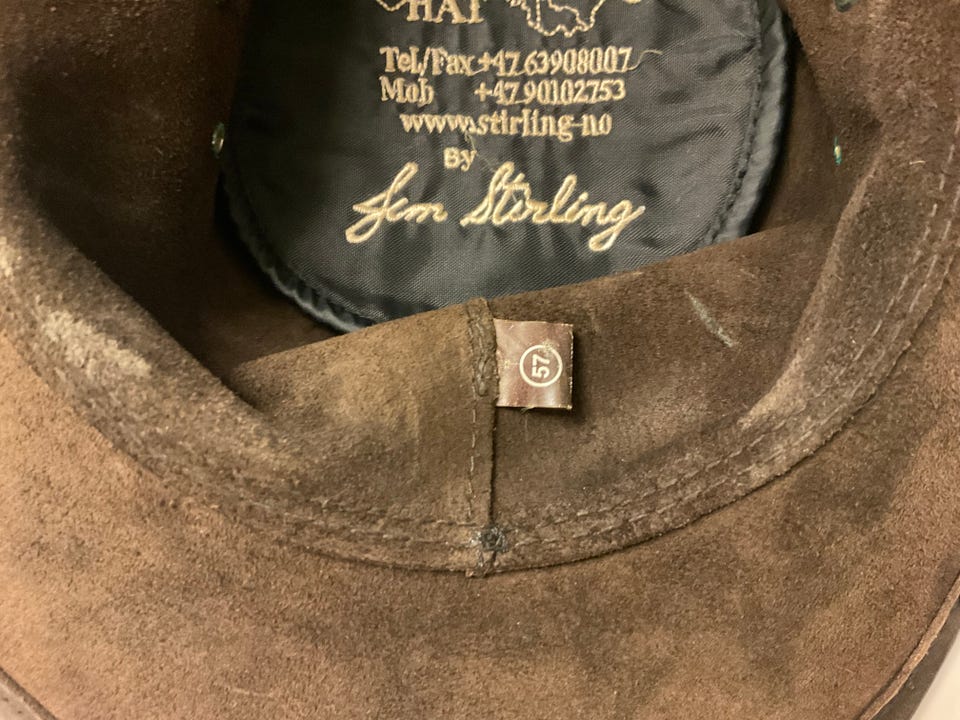 HAT
Tel/Fax +47 63908007
Mob +47 90102753
www.stirling-no
By
Jim Stirling
57